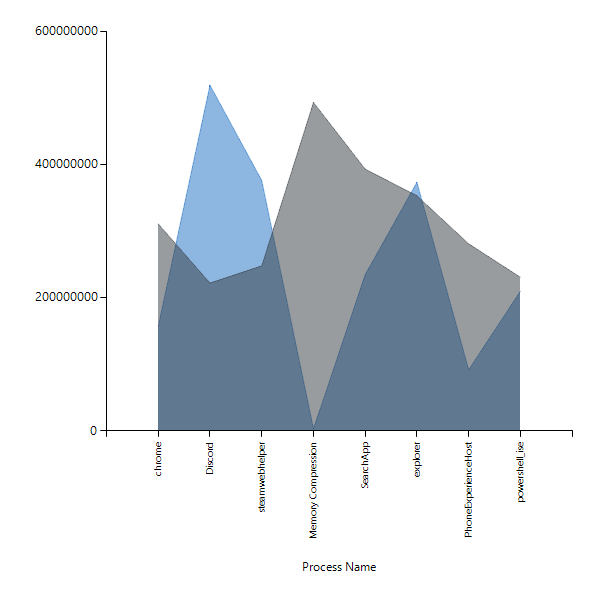 600000000
400000000
200000000
0
chrome
Discord
steamwebhelper
Memory Compression
SearchApp
explorer
PhoneExperienceHost
powershell_ise
Process Name